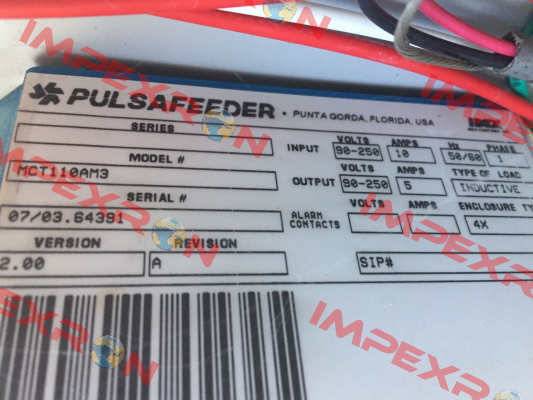 PULSAFEEDER • PUNTA GORDA, FLORIDA, USA
SERIES
MODEL #
MCT110AM3
SERIAL #
07/03.64391
VERSION REVISION
2.00 A
VOLTS AMPS Hz PHASE
INPUT 90-250 10 50/60 1
VOLTS AMPS TYPE OF LOAD
OUTPUT 90-250 5 INDUCTIVE
VOLTS AMPS ENCLOSURE TY
ALARM CONTACTS 4X
SIP#
IMPEXRON
IMPEXRON
IMPEXRON
IMPEXRON